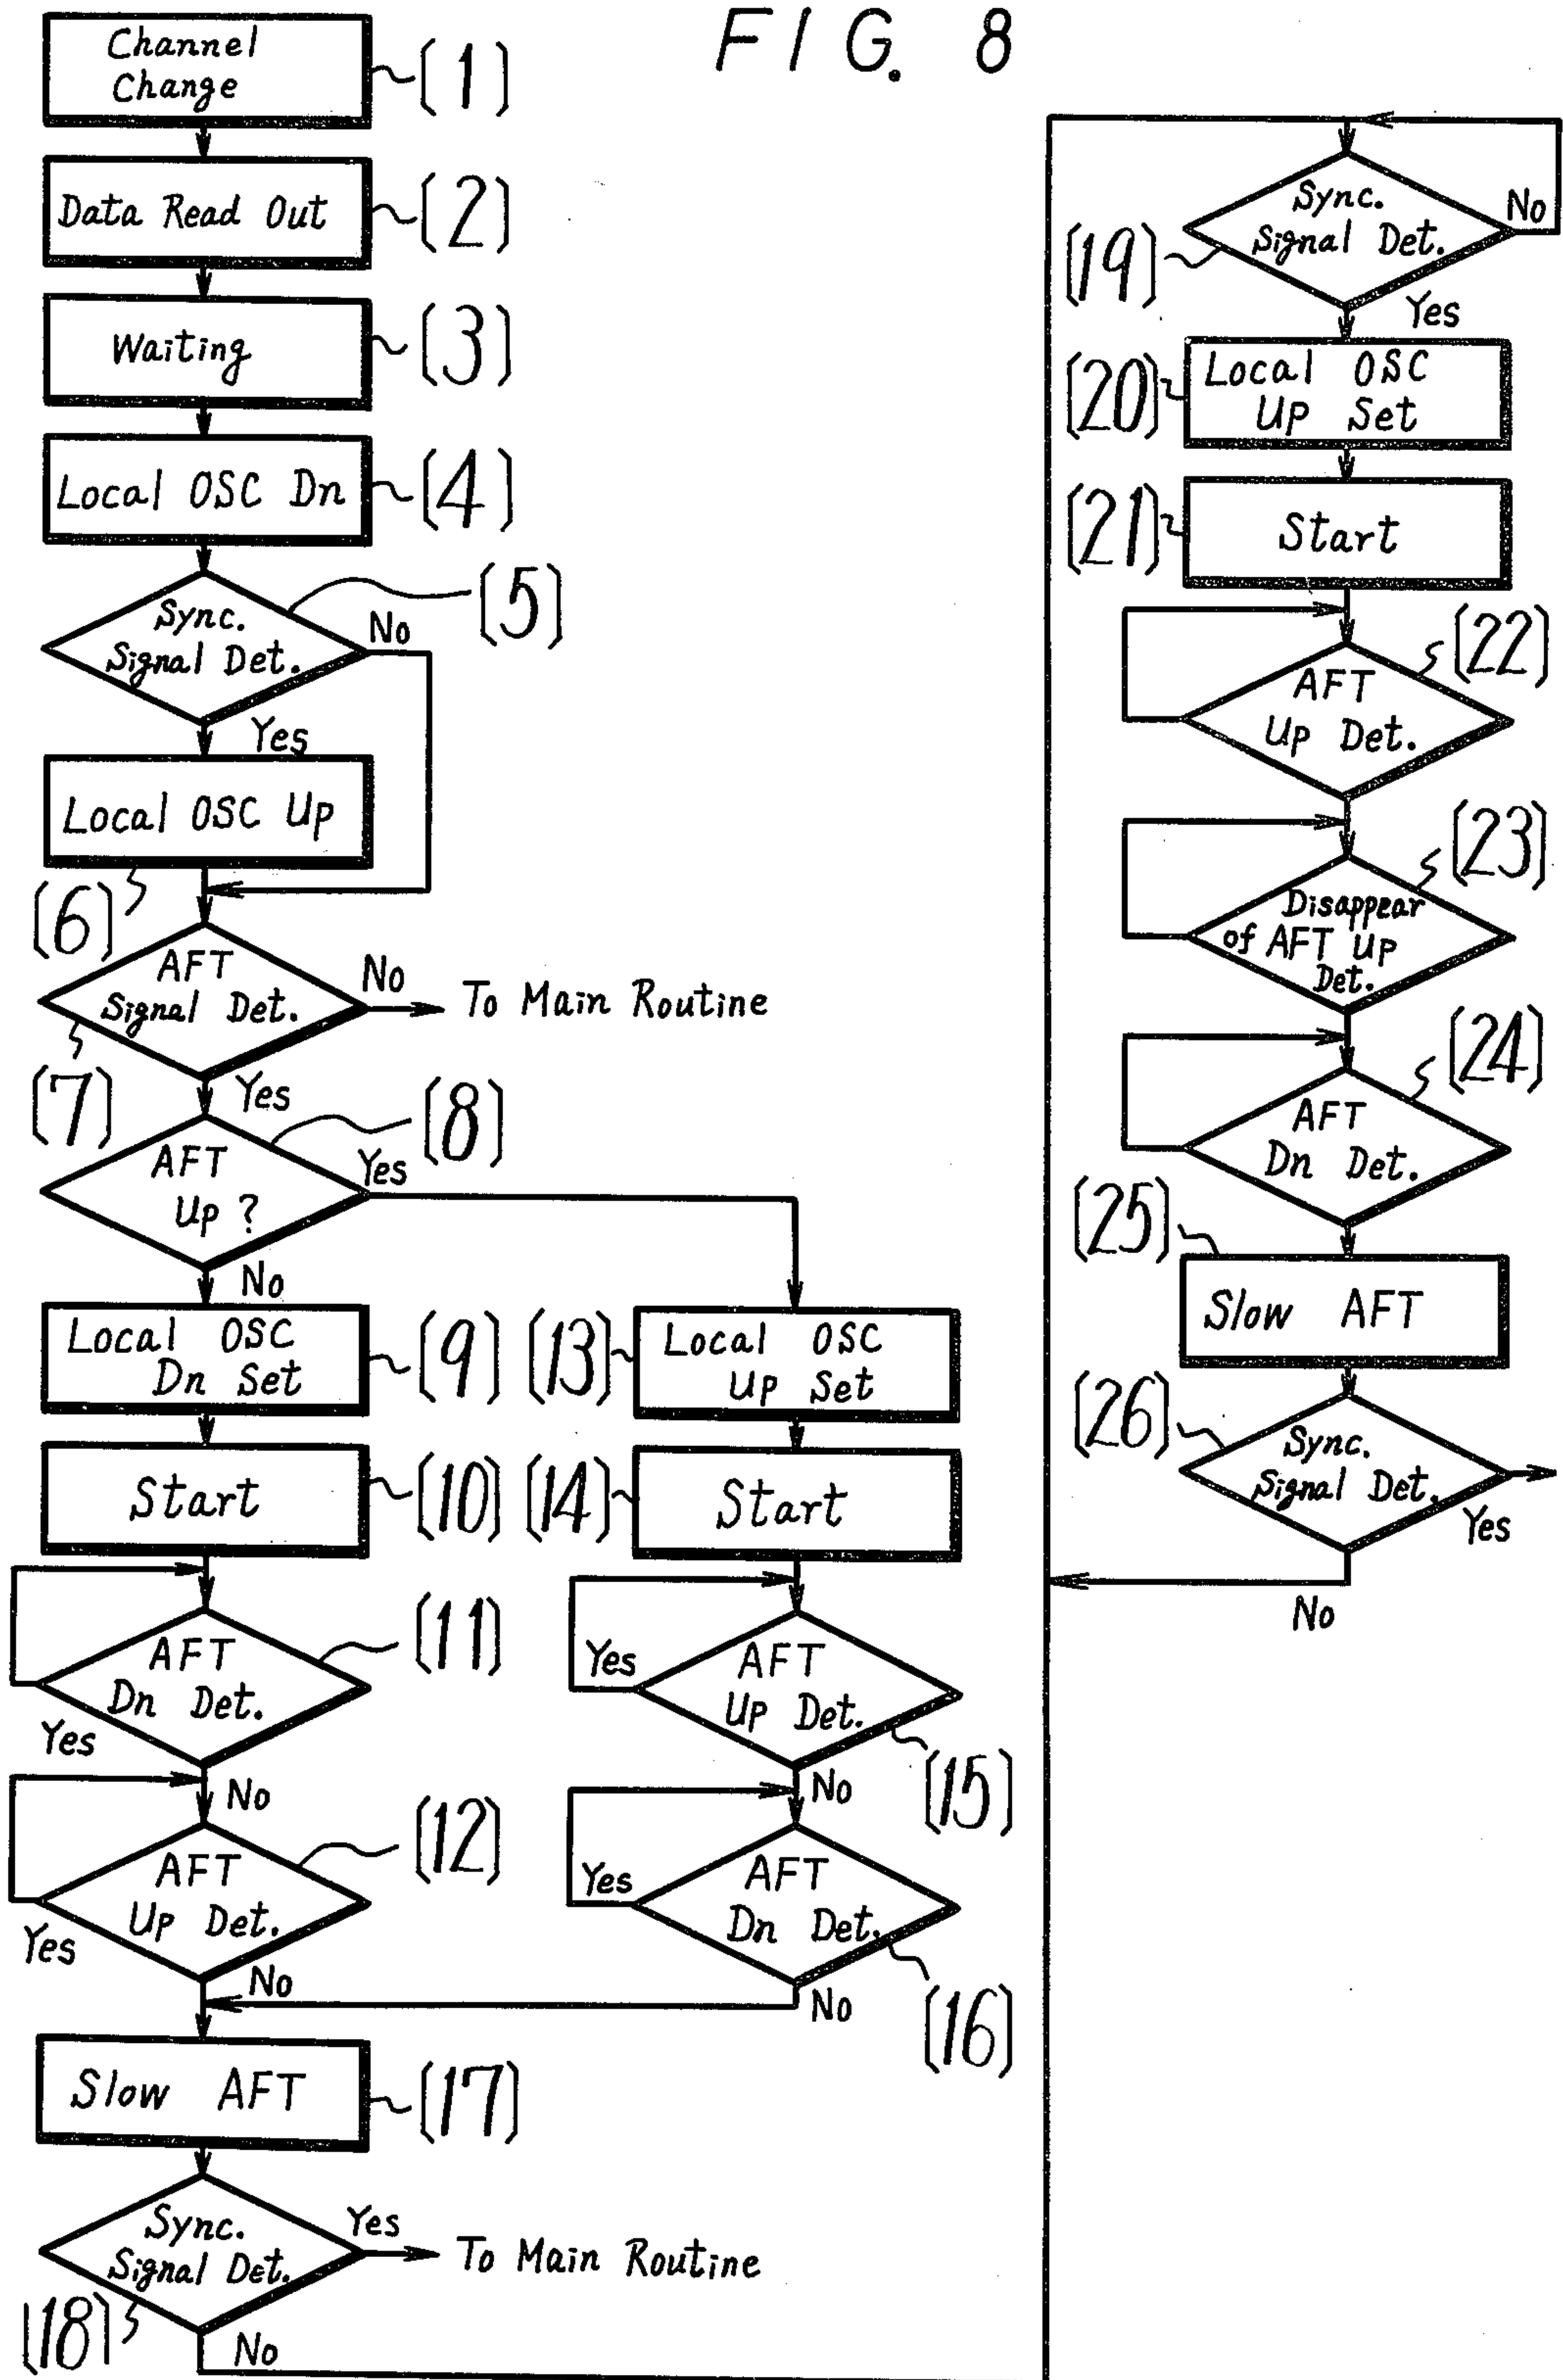 FIG. 8
Channel
Change
[1]
Data Read Out
[2]
Waiting
[3]
Local OSC Dn
[4]
Sync.
Signal Det.
[5]
No
Yes
Local OSC Up
[6]
AFT
Signal Det.
No
To Main Routine
[7]
Yes
[8]
AFT
Up ?
Yes
No
Local OSC
Dn Set
[9]
[13]
Local OSC
Up Set
Start
[10]
[14]
Start
AFT
Dn Det.
[11]
Yes
No
AFT
Up Det.
[12]
Yes
No
Yes
AFT
Up Det.
[15]
No
Yes
AFT
Dn Det.
[16]
No
Slow AFT
[17]
Sync.
Signal Det.
Yes
To Main Routine
[18]
No
Sync.
Signal Det.
No
[19]
Yes
[20]
Local OSC
Up Set
[21]
Start
[22]
AFT
Up Det.
[23]
Disappear
of AFT Up
Det.
[24]
AFT
Dn Det.
[25]
Slow AFT
[26]
Sync.
Signal Det.
Yes
No